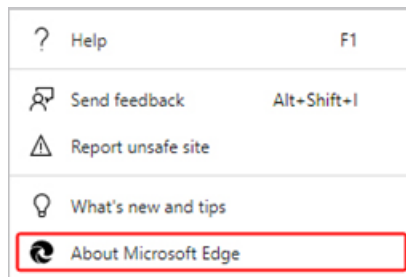 Help F1
Send feedback Alt+Shift+I
Report unsafe site
What's new and tips
About Microsoft Edge